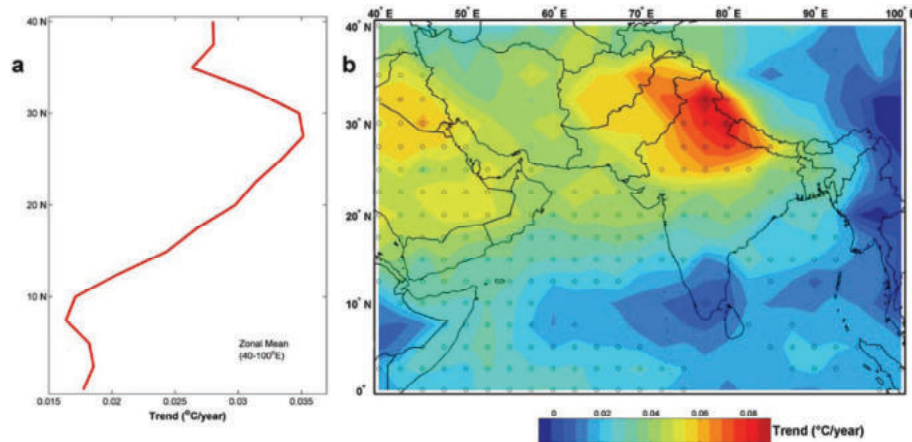 a
40 N
30 N
20 N
10 N
Zonal Mean
(40-100°E)
0.015 0.02 0.025 0.03 0.035
Trend (°C/year)
b
40˚E 50˚E 60˚E 70˚E 80˚E 90˚E 100˚E
40˚N
30˚N
20˚N
10˚N
0˚
0 0.02 0.04 0.06 0.08
Trend (°C/year)